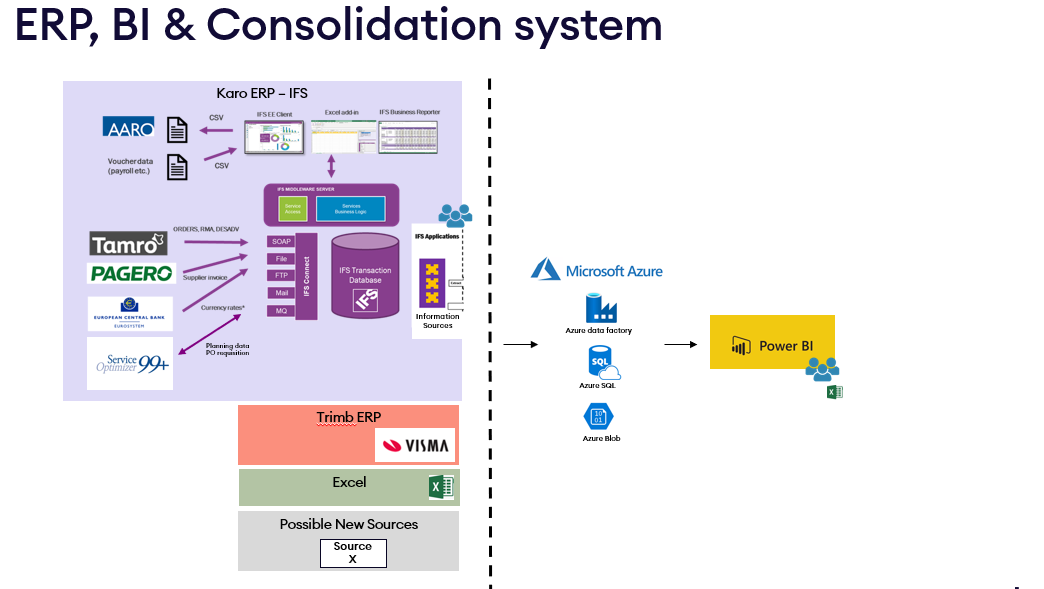 ERP, BI & Consolidation system
Karo ERP – IFS
AARO
CSV
IFS EE Client
Excel add-in
IFS Business Reporter
Voucher data
(payroll etc.)
CSV
IFS MIDDLEWARE SERVER
Service
Access
Services
Business Logic
ORDERS, RMA, DESADV
Tamro
PAGERO
Supplier invoice
EUROPEAN CENTRAL BANK
EUROSYSTEM
Currency rates*
Service
Optimizer 99+
Planning data
PO requisition
SOAP
File
FTP
Mail
MQ
IFS Connect
IFS Transaction
Database
IFS
IFS Applications
Information
Sources
Trimb ERP
VISMA
Excel
Possible New Sources
Source
X
Microsoft Azure
Azure data factory
SQL
Azure SQL
10
01
Azure Blob
Power BI